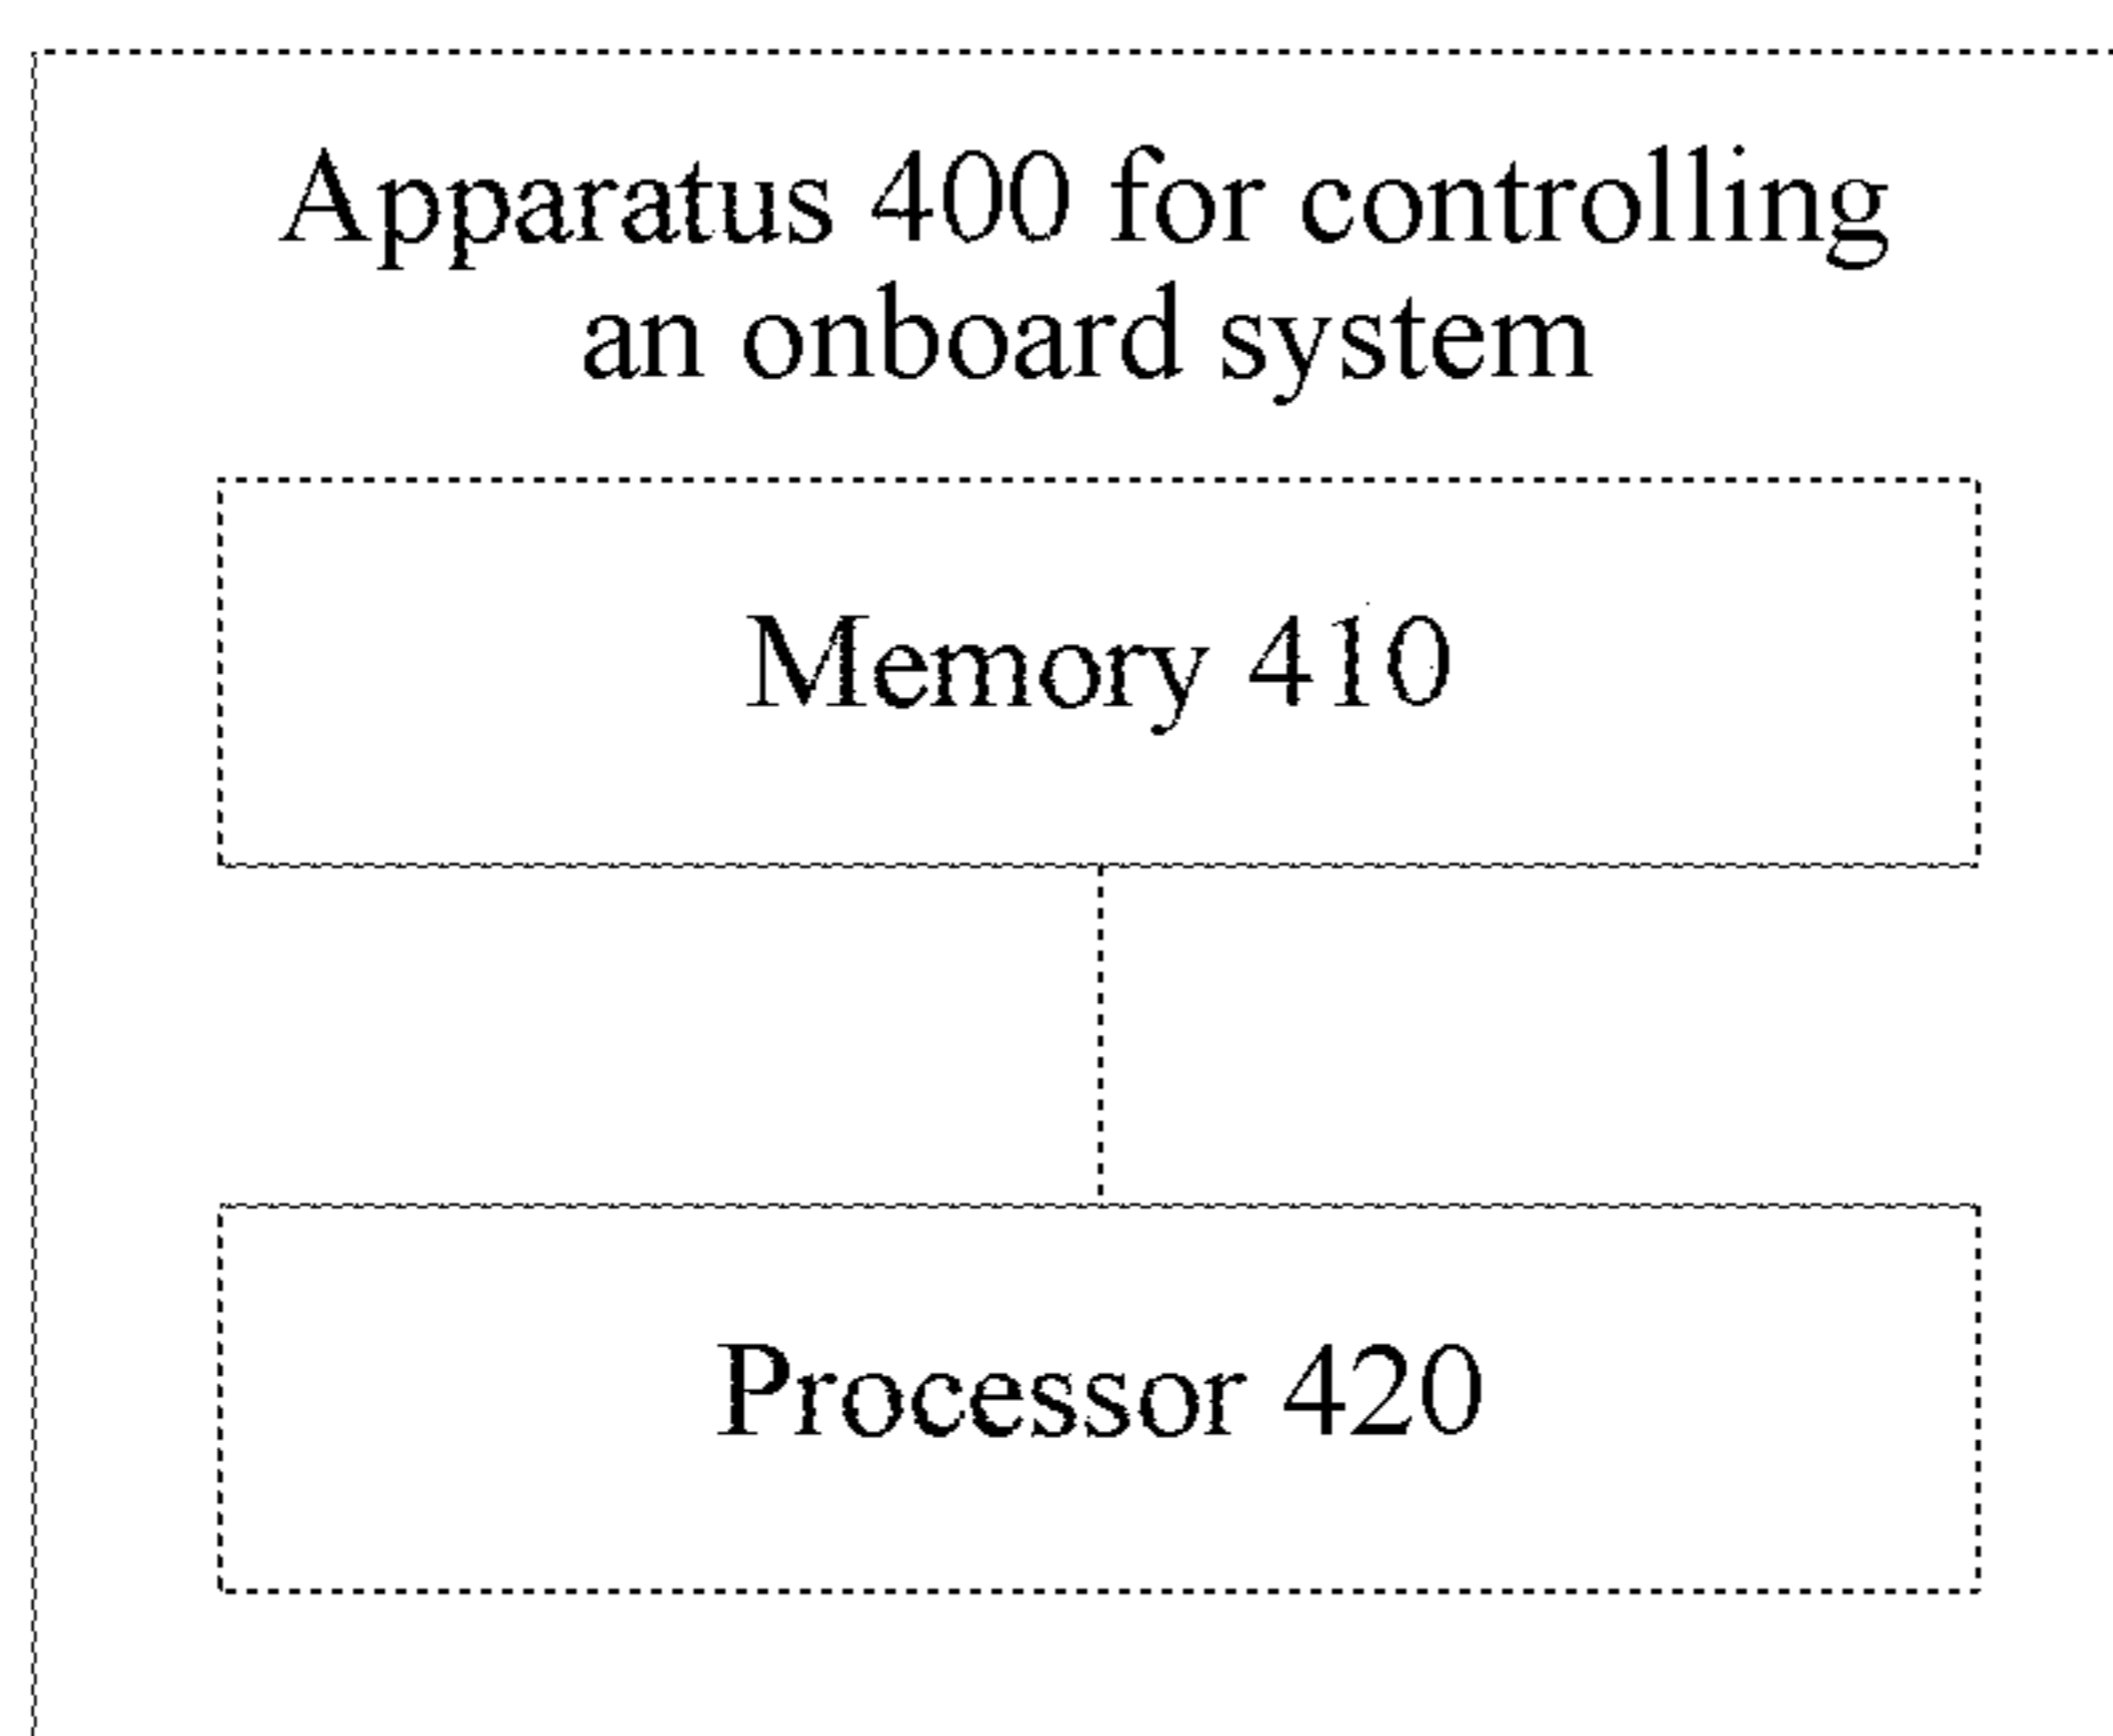 Apparatus 400 for controlling
an onboard system
Memory 410
Processor 420